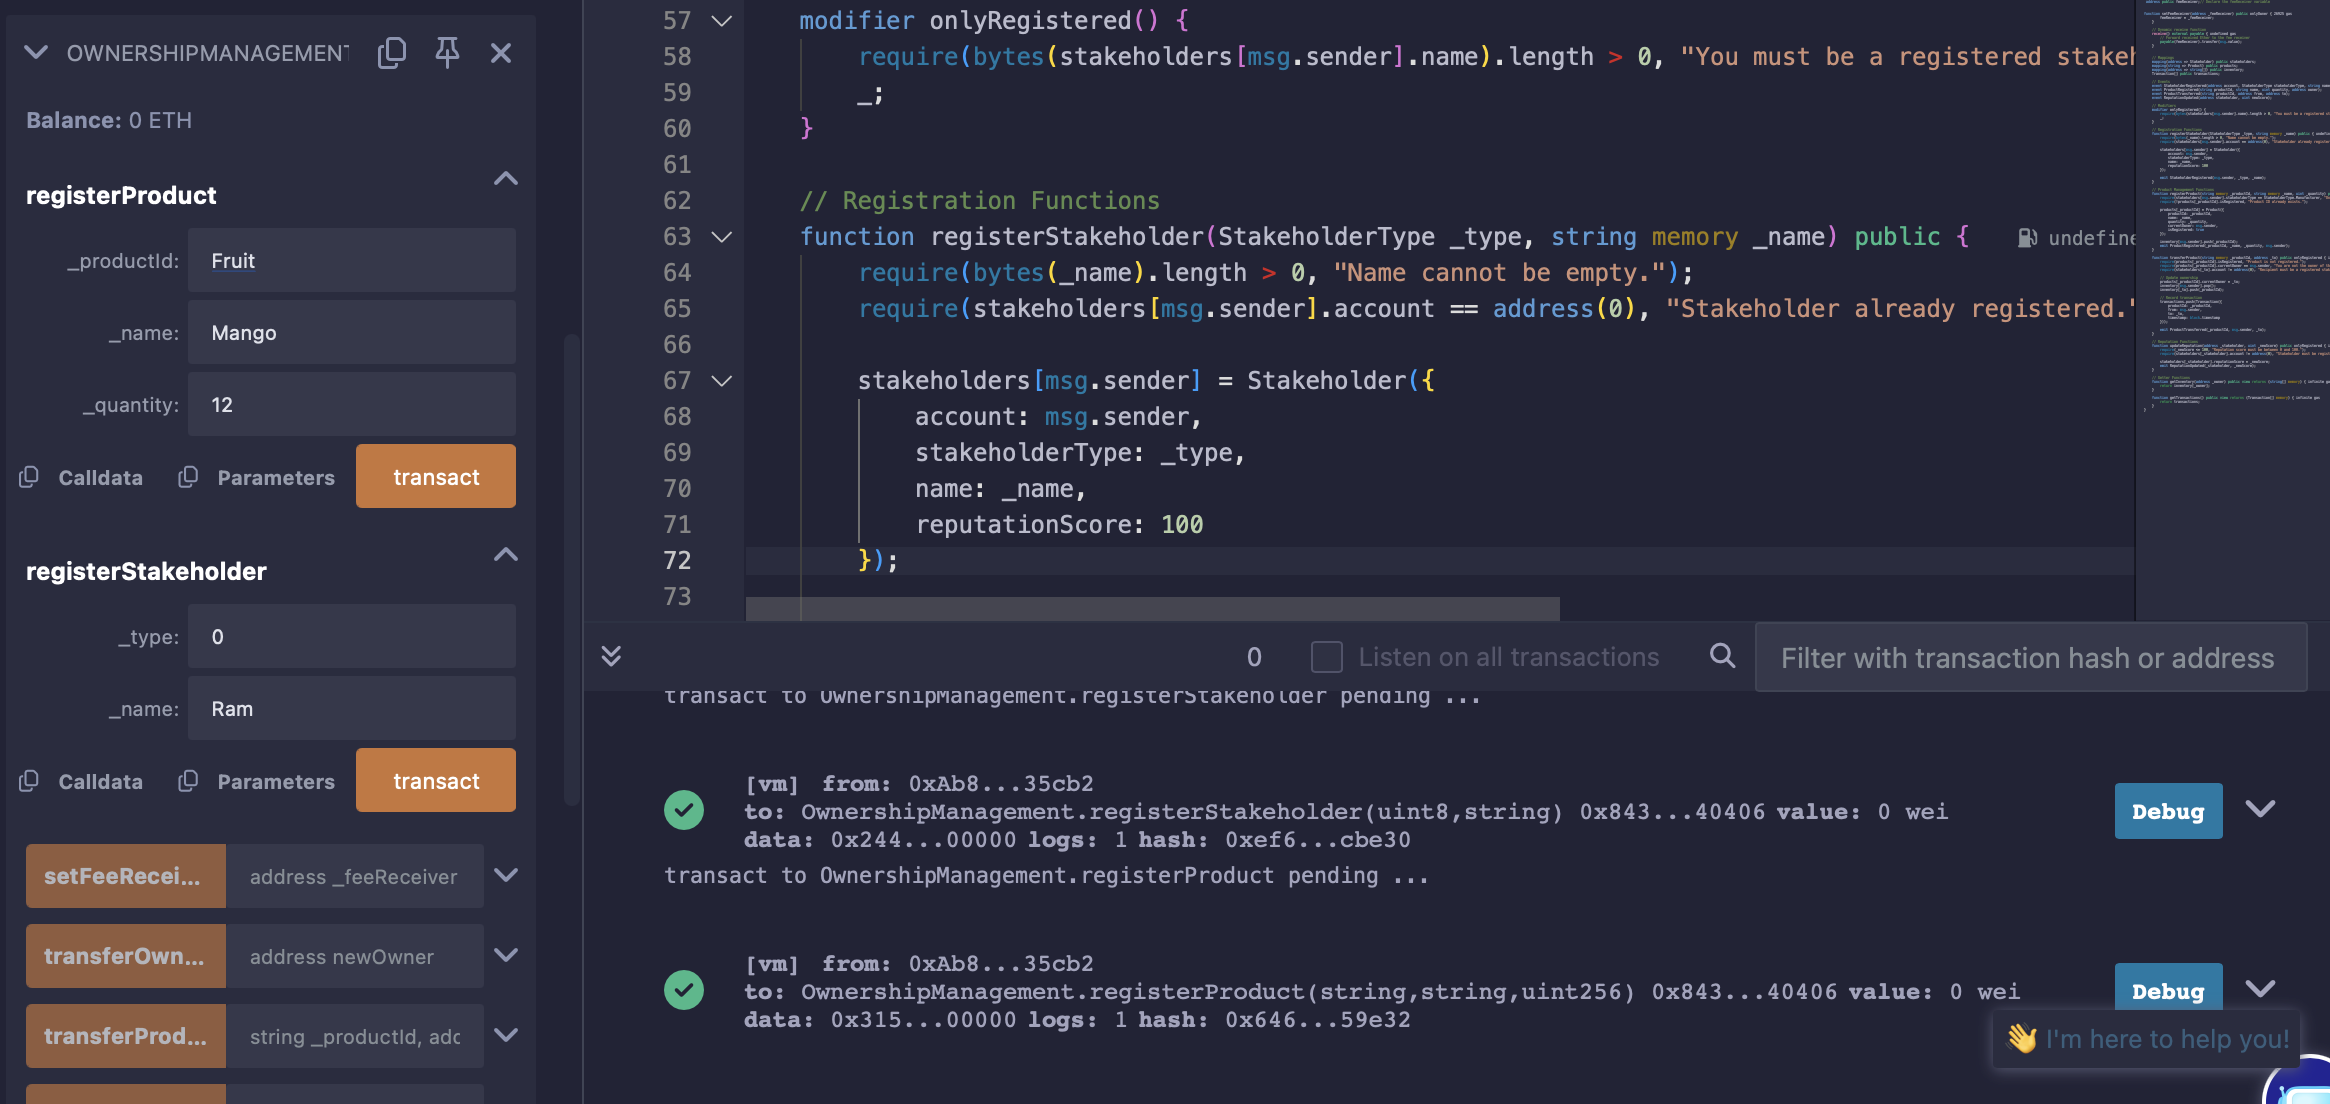 OWNERSHIPMANAGEMENT
Balance: 0 ETH
registerProduct
_productId: Fruit
_name: Mango
_quantity: 12
Calldata Parameters transact
registerStakeholder
_type: 0
_name: Ram
Calldata Parameters transact
setFeeRecei... address _feeReceiver
transferOwn... address newOwner
transferProd... string _productId, adc
57 modifier onlyRegistered() {
58 require(bytes(stakeholders[msg.sender].name).length > 0, "You must be a registered stakeh
59 _;
60 }
61
62 // Registration Functions
63 function registerStakeholder(StakeholderType _type, string memory _name) public { undefine
64 require(bytes(_name).length > 0, "Name cannot be empty.");
65 require(stakeholders[msg.sender].account == address(0), "Stakeholder already registered."
66
67 stakeholders[msg.sender] = Stakeholder({
68 account: msg.sender,
69 stakeholderType: _type,
70 name: _name,
71 reputationScore: 100
72 });
73
0 Listen on all transactions Filter with transaction hash or address
transact to OwnershipManagement.registerStakeholder pending ...
[vm] from: 0xAb8...35cb2
to: OwnershipManagement.registerStakeholder(uint8,string) 0x843...40406 value: 0 wei
data: 0x244...00000 logs: 1 hash: 0xef6...cbe30
Debug
transact to OwnershipManagement.registerProduct pending ...
[vm] from: 0xAb8...35cb2
to: OwnershipManagement.registerProduct(string,string,uint256) 0x843...40406 value: 0 wei
data: 0x315...00000 logs: 1 hash: 0x646...59e32
Debug
👋 I'm here to help you!